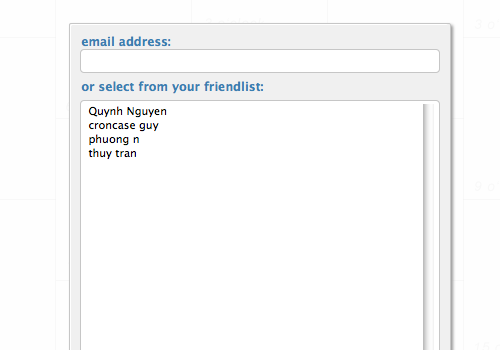 email address:
or select from your friendlist:
Quynh Nguyen
croncase guy
phuong n
thuy tran